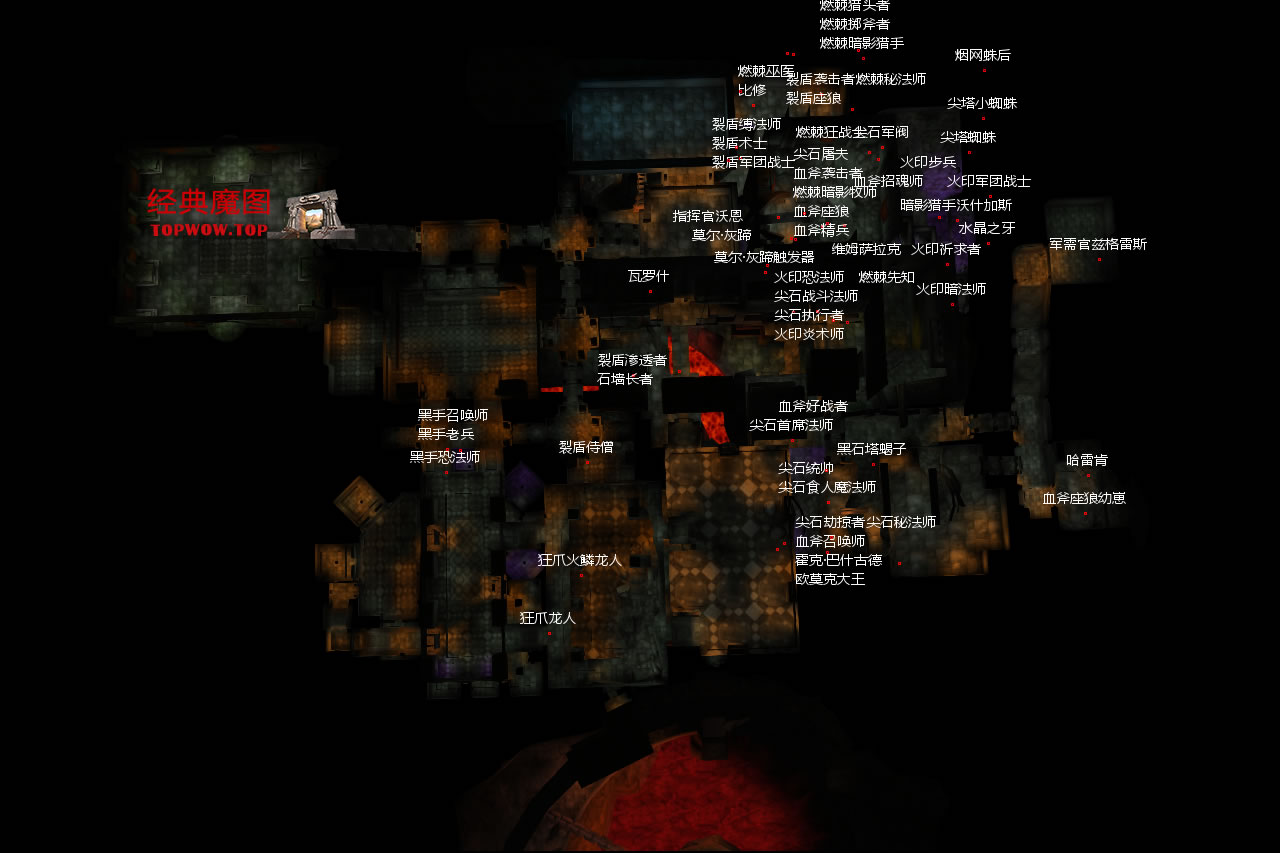 燃棘猎头者
燃棘掷斧者
燃棘暗影猎手
烟网蛛后
燃棘巫医
裂盾袭击者
燃棘秘法师
比修
裂盾座狼
尖塔小蜘蛛
裂盾缚法师
燃棘狂战士
尖石军阀
尖塔蜘蛛
裂盾术士
尖石屠夫
裂盾军团战士
火印步兵
血斧袭击者
血斧招魂师
火印军团战士
燃棘暗影牧师
经典魔图
TOPWOW.TOP
暗影猎手沃什加斯
指挥官沃恩
血斧座狼
水晶之牙
莫尔·灰蹄
血斧精兵
军需官兹格雷斯
维姆萨拉克
火印祈求者
莫尔·灰蹄触发器
瓦罗什
火印恐法师
燃棘先知
火印暗法师
尖石战斗法师
尖石执行者
火印炎术师
裂盾渗透者
石墙长者
血斧好战者
黑手召唤师
尖石首席法师
黑手老兵
裂盾侍僧
黑石塔蝎子
黑手恐法师
哈雷肯
尖石统帅
尖石食人魔法师
血斧座狼幼崽
尖石劫掠者
尖石秘法师
血斧召唤师
狂爪火鳞龙人
霍克·巴什古德
欧莫克大王
狂爪龙人